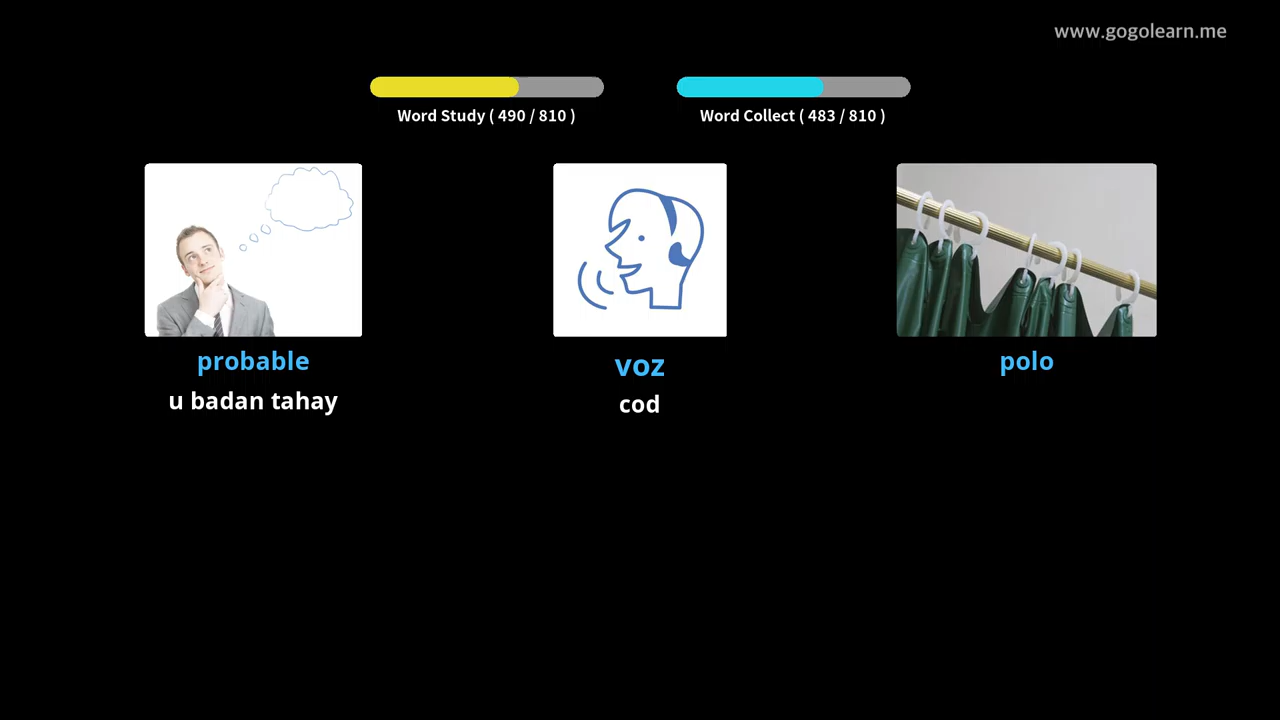 www.gogolearn.me
Word Study ( 490 / 810 )
Word Collect ( 483 / 810 )
probable
u badan tahay
voz
cod
polo